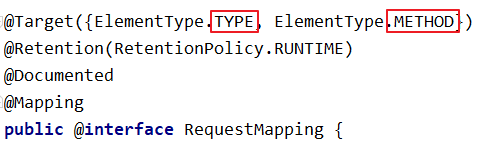 @Target({ElementType.TYPE, ElementType.METHOD})
@Retention(RetentionPolicy.RUNTIME)
@Documented
@Mapping
public @interface RequestMapping {